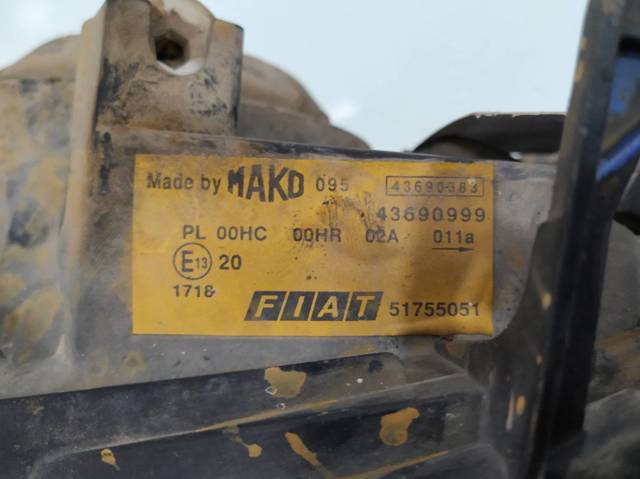 Made by MAKO 095 43690383
43690999
PL 00HC 00HR 02A 011a
E13 20
1718 FIAT 51755051